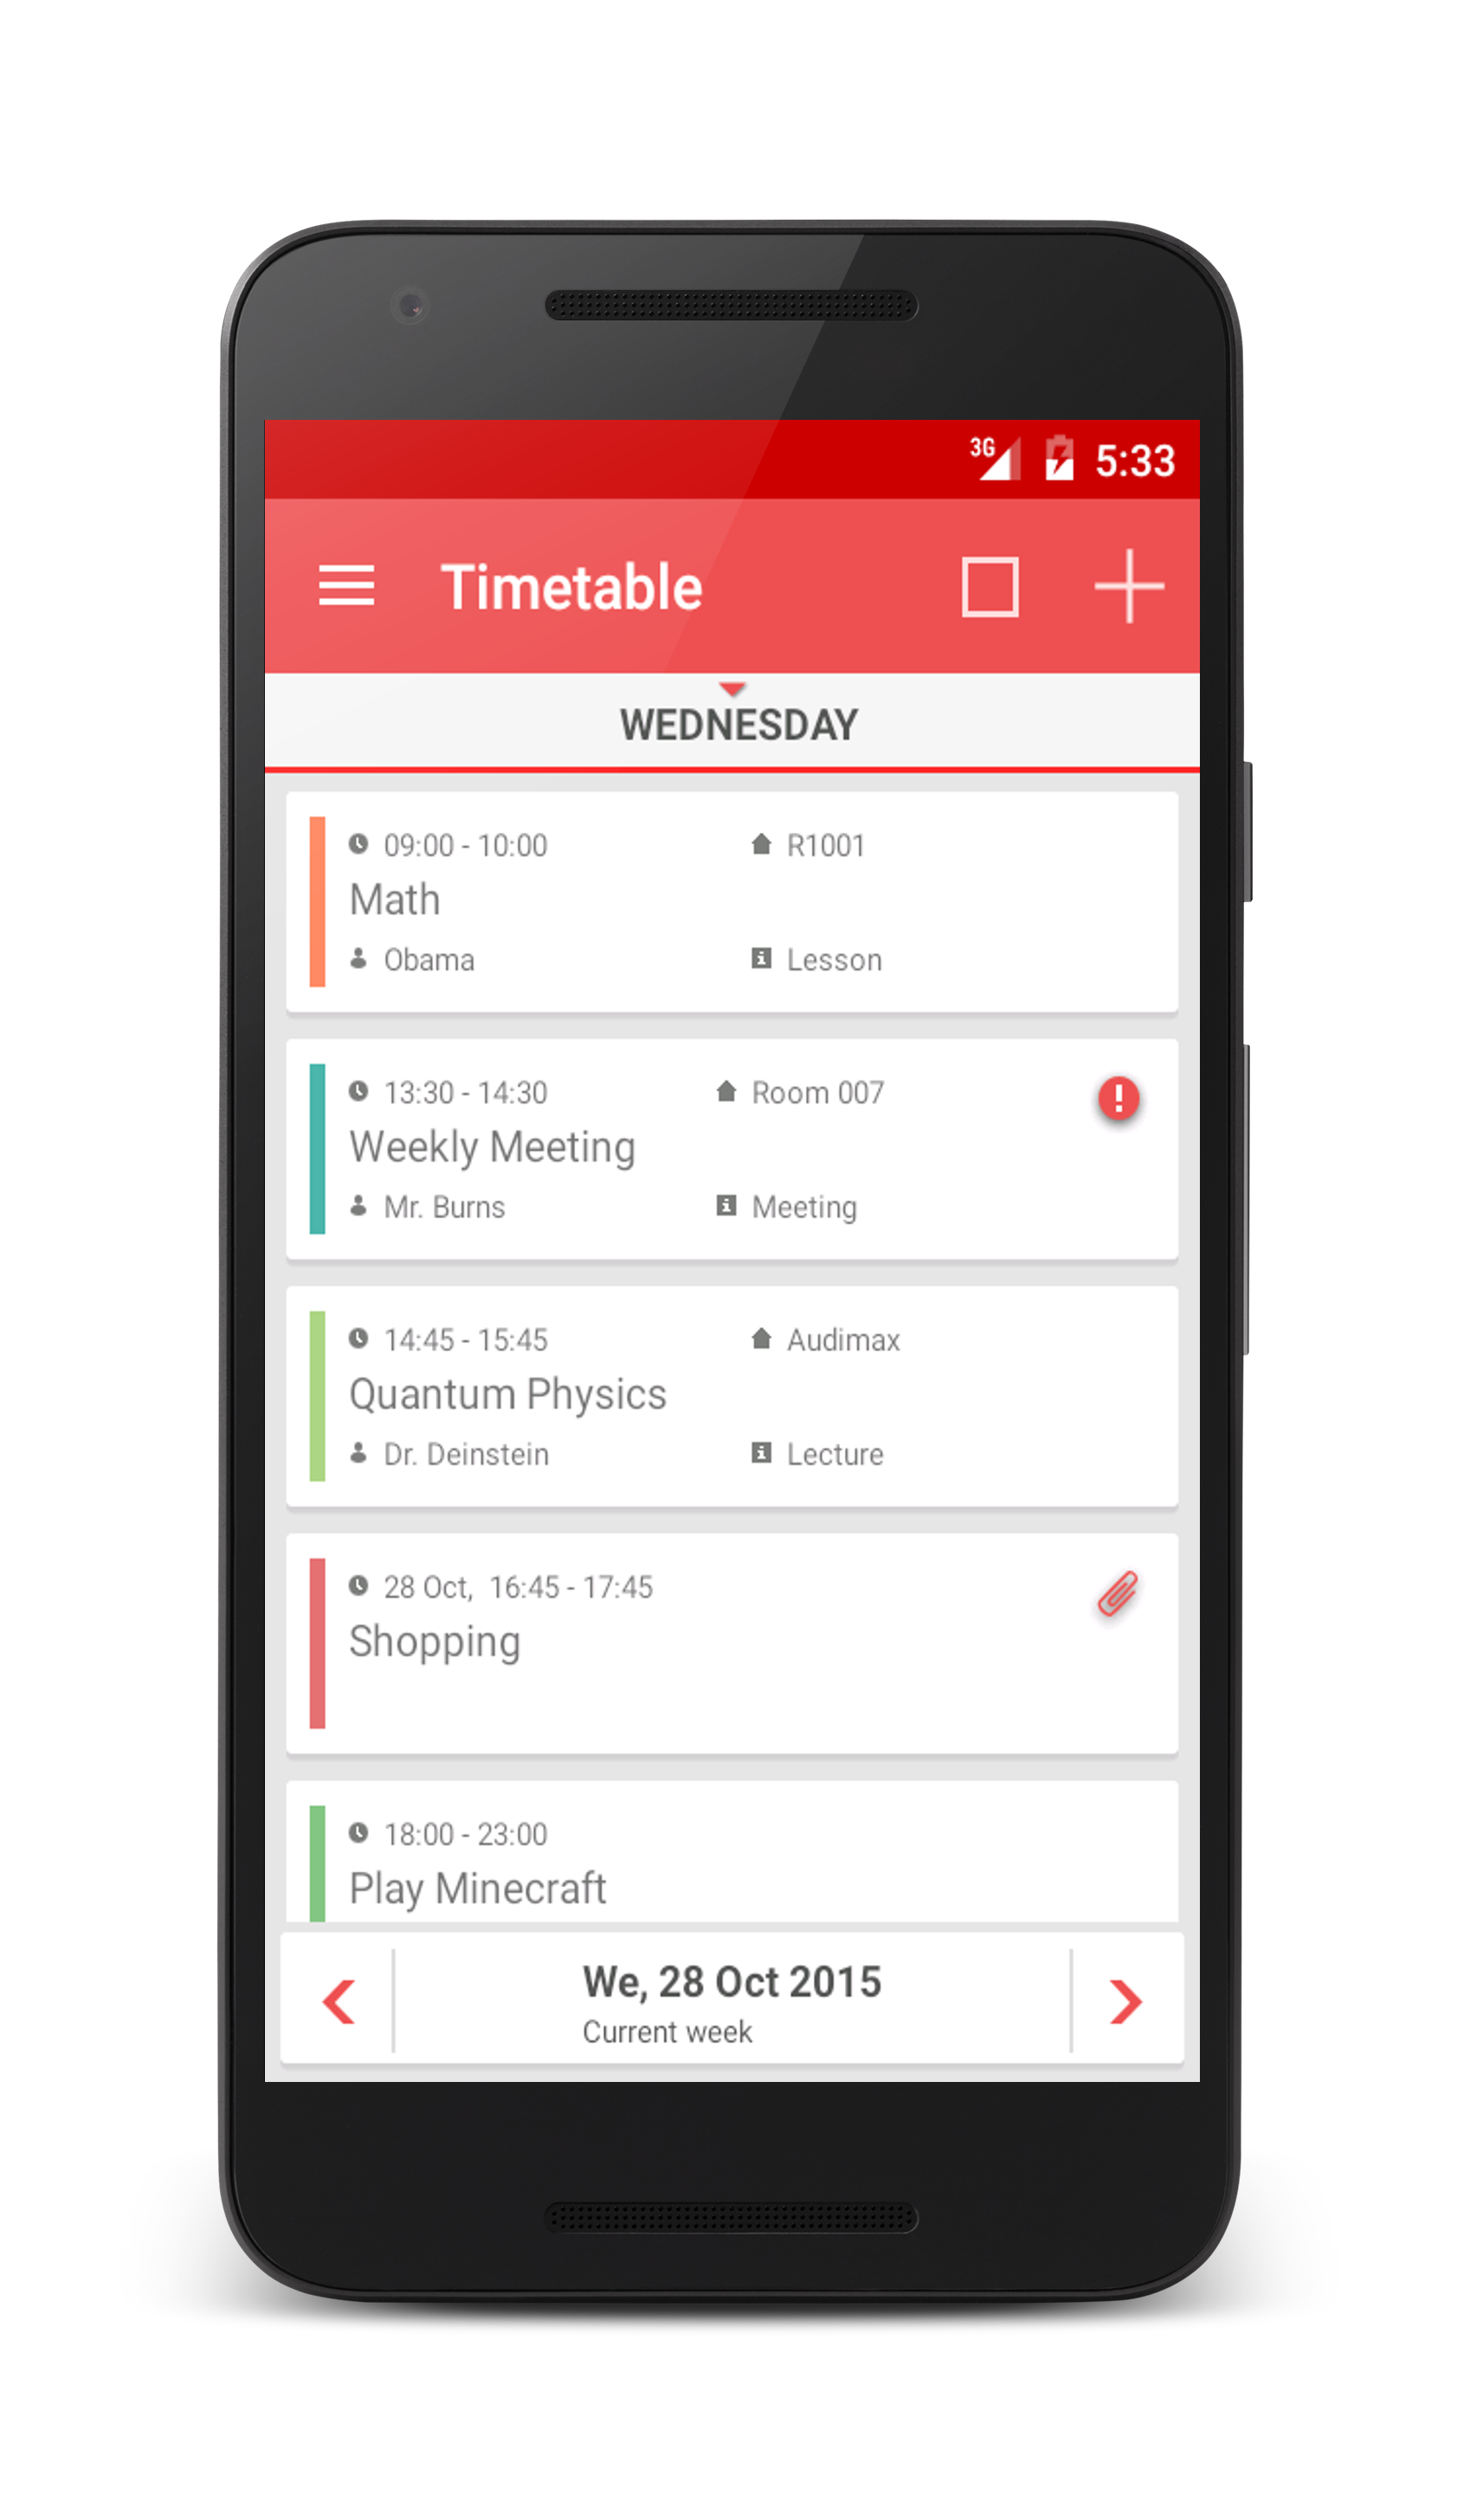 3G 5:33
Timetable
WEDNESDAY
09:00 - 10:00 R1001
Math
Obama Lesson
13:30 - 14:30 Room 007
Weekly Meeting
Mr. Burns Meeting
14:45 - 15:45 Audimax
Quantum Physics
Dr. Deinstein Lecture
28 Oct, 16:45 - 17:45
Shopping
18:00 - 23:00
Play Minecraft
We, 28 Oct 2015
Current week